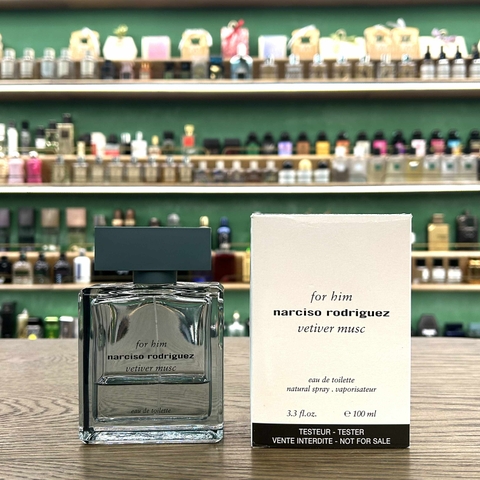 for him
narciso rodriguez
vetiver musc
eau de toilette
for him
narciso rodriguez
vetiver musc
eau de toilette
natural spray . vaporisateur
3.3 fl.oz. ℮ 100 ml
TESTEUR - TESTER
VENTE INTERDITE - NOT FOR SALE